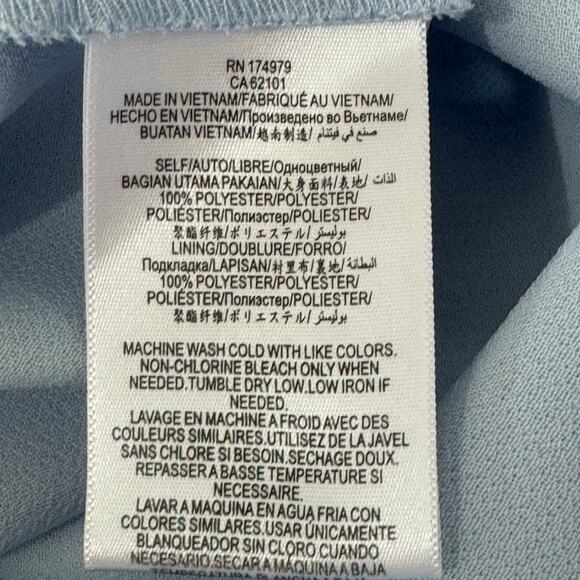 RN 174979
CA 62101
MADE IN VIETNAM/FABRIQUÉ AU VIETNAM/
HECHO EN VIETNAM/Произведено во Вьетнаме/
BUATAN VIETNAM/越南制造/ صنع في فيتنام/
SELF/AUTO/LIBRE/Одноцветный/
BAGIAN UTAMA PAKAIAN/大身面料/表地/ الذات
100% POLYESTER/POLYESTER/
POLIÉSTER/Полиэстер/POLIESTER/
聚酯纤维/ポリエステル/ بوليستر/
LINING/DOUBLURE/FORRO/
Подкладка/LAPISAN/衬里布/裏地/ البطانة/
100% POLYESTER/POLYESTER/
POLIÉSTER/Полиэстер/POLIESTER/
聚酯纤维/ポリエステル/ بوليستر/
MACHINE WASH COLD WITH LIKE COLORS.
NON-CHLORINE BLEACH ONLY WHEN
NEEDED.TUMBLE DRY LOW.LOW IRON IF
NEEDED.
LAVAGE EN MACHINE A FROID AVEC DES
COULEURS SIMILAIRES.UTILISEZ DE LA JAVEL
SANS CHLORE SI BESOIN.SECHAGE DOUX.
REPASSER A BASSE TEMPERATURE SI
NECESSAIRE.
LAVAR A MAQUINA EN AGUA FRIA CON
COLORES SIMILARES.USAR ÚNICAMENTE
BLANQUEADOR SIN CLORO CUANDO
NECESARIO.SECAR A MÁQUINA A BAJA